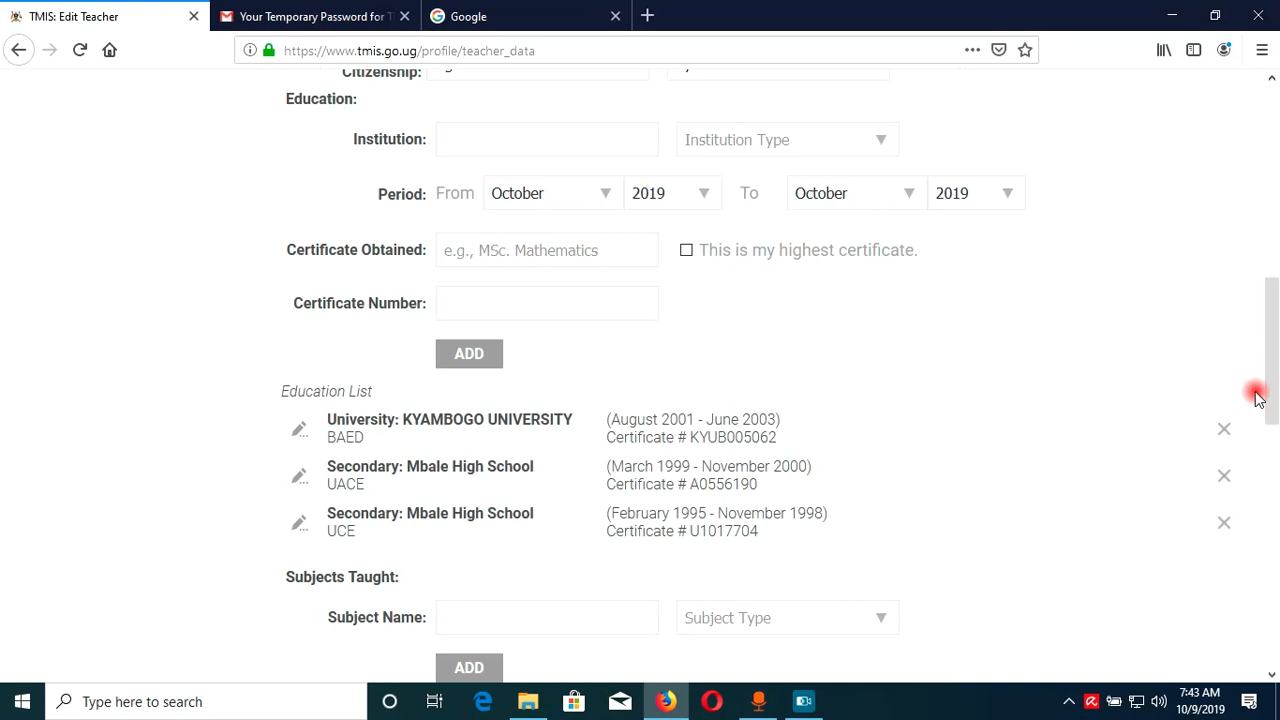 TMIS: Edit Teacher
Your Temporary Password for T
Google
https://www.tmis.go.ug/profile/teacher_data
Citizenship:
Education:
Institution:
Institution Type
Period: From October 2019 To October 2019
Certificate Obtained: e.g., MSc. Mathematics This is my highest certificate.
Certificate Number:
ADD
Education List
University: KYAMBOGO UNIVERSITY (August 2001 - June 2003)
BAED Certificate # KYUB005062
Secondary: Mbale High School (March 1999 - November 2000)
UACE Certificate # A0556190
Secondary: Mbale High School (February 1995 - November 1998)
UCE Certificate # U1017704
Subjects Taught:
Subject Name: Subject Type
ADD
Type here to search
7:43 AM
10/9/2019